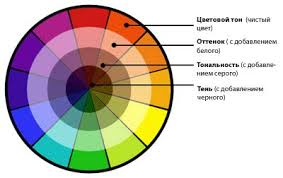 Цветовой тон (чистый
цвет)
Оттенок (с добавлением
белого)
Тональность (с добавле-
нием серого)
Тень (с добавлением
черного)